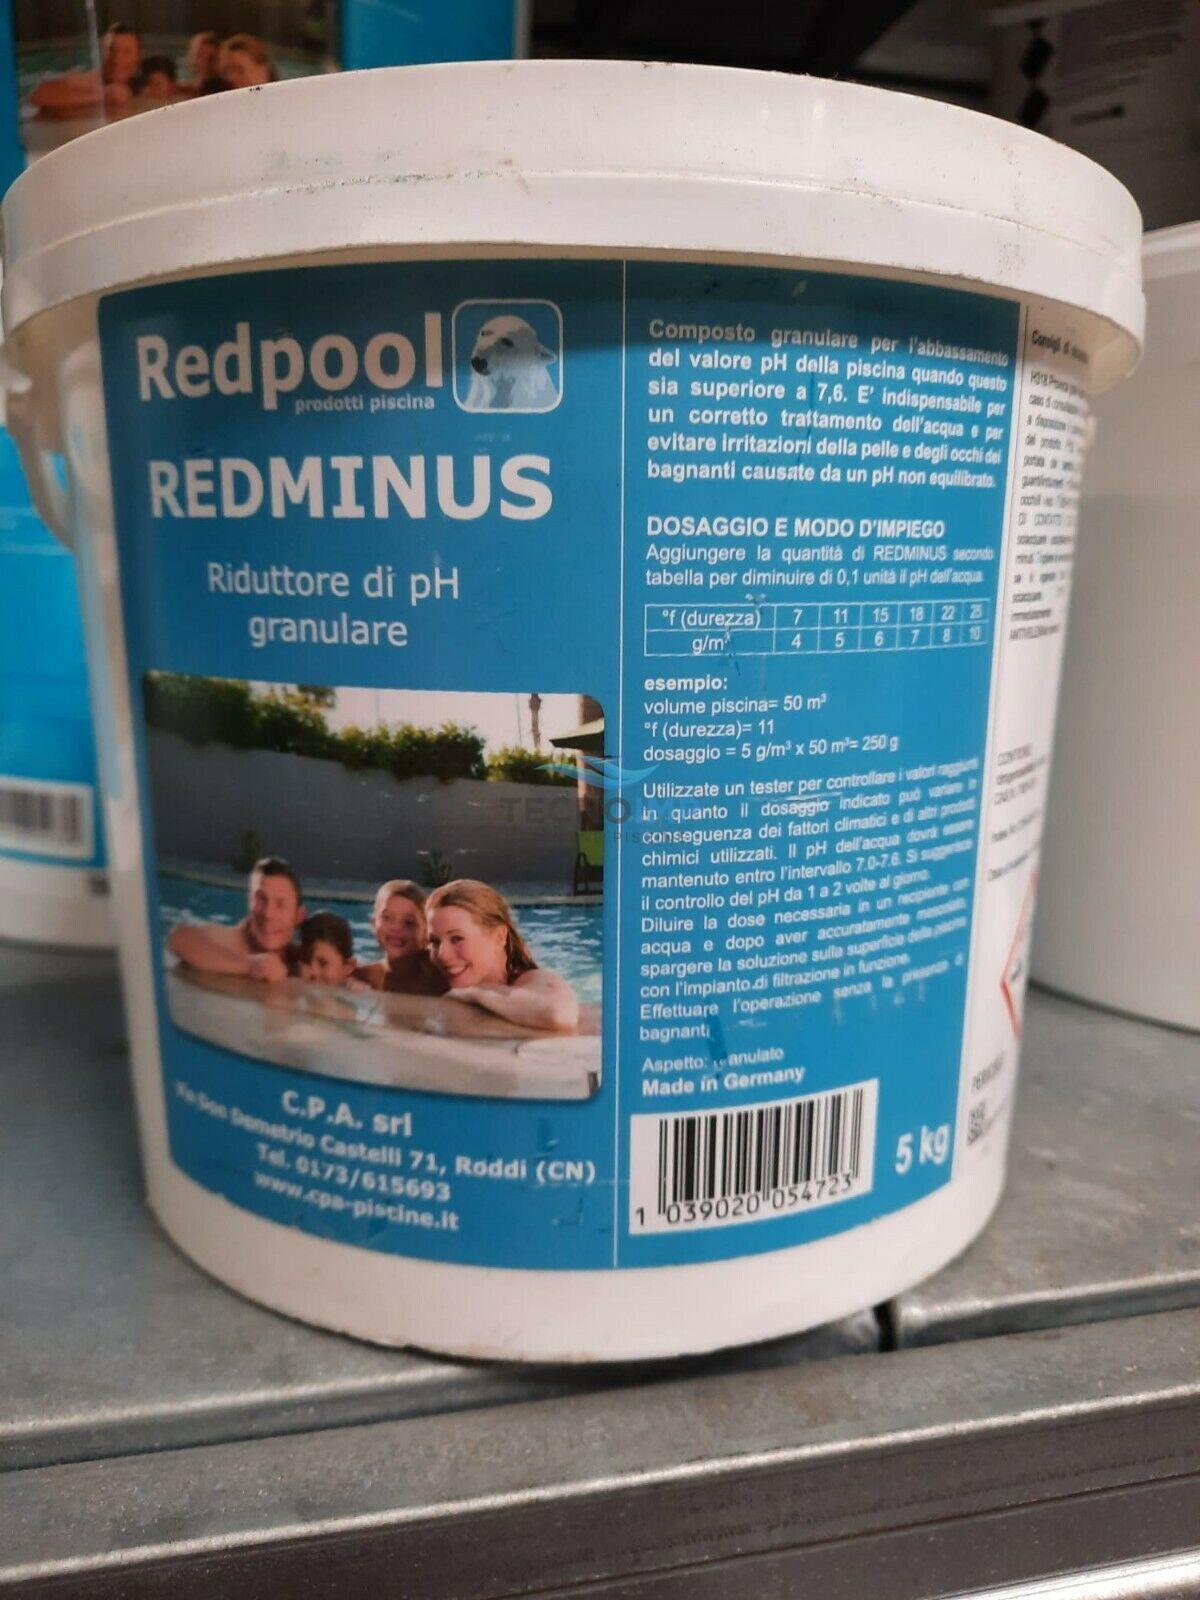 Redpool
prodotti piscina
REDMINUS
Riduttore di pH
granulare
C.P.A. srl
Via Don Demetrio Castelli 71, Roddi (CN)
Tel. 0173/615693
www.cpa-piscine.it
Composto granulare per l'abbassamento
del valore pH della piscina quando questo
sia superiore a 7,6. E' indispensabile per
un corretto trattamento dell'acqua e per
evitare irritazioni della pelle e degli occhi dei
bagnanti causate da un pH non equilibrato.
DOSAGGIO E MODO D'IMPIEGO
Aggiungere la quantità di REDMINUS secondo
tabella per diminuire di 0,1 unità il pH dell'acqua.
°f (durezza) 7 11 15 18 22 25
g/m³ 4 5 6 7 8 10
esempio:
volume piscina= 50 m³
°f (durezza)= 11
dosaggio = 5 g/m³ x 50 m³= 250 g
Utilizzate un tester per controllare i valori raggiunti
in quanto il dosaggio indicato può variare in
conseguenza dei fattori climatici e di altri prodotti
chimici utilizzati. Il pH dell'acqua dovrà essere
mantenuto entro l'intervallo 7.0-7.6. Si suggerisce
il controllo del pH da 1 a 2 volte al giorno.
Diluire la dose necessaria in un recipiente con
acqua e dopo aver accuratamente mescolato,
spargere la soluzione sulla superficie della piscina
con l'impianto di filtrazione in funzione.
Effettuare l'operazione senza la presenza di
bagnanti
Aspetto: granulato
Made in Germany
1 039020 054723
5 kg
TECNO